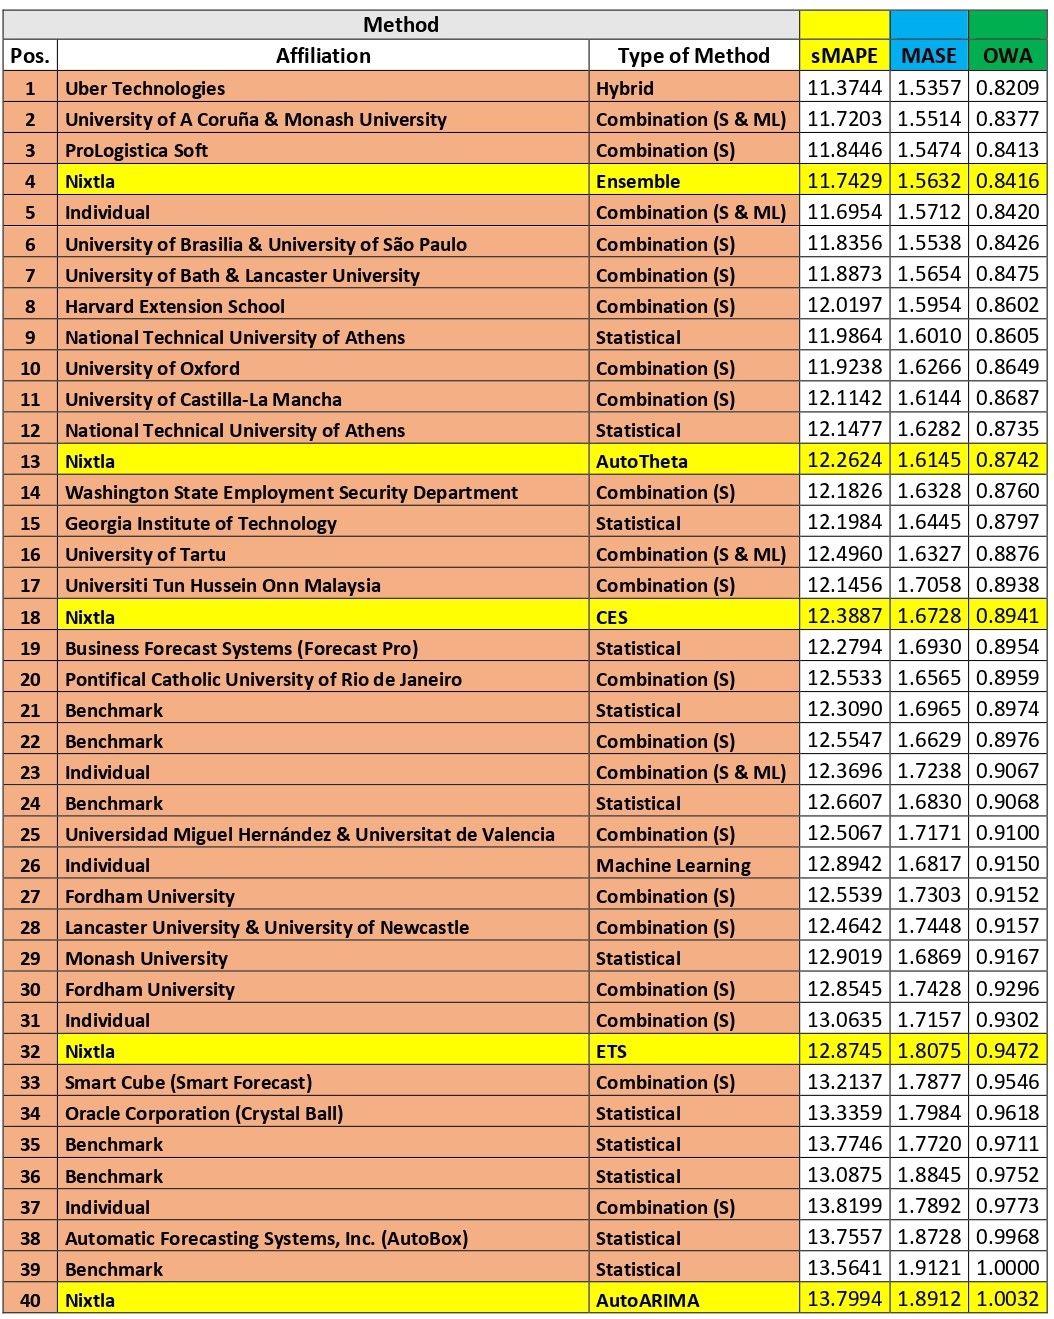 Method
Pos. Affiliation Type of Method sMAPE MASE OWA
1 Uber Technologies Hybrid 11.3744 1.5357 0.8209
2 University of A Coruña & Monash University Combination (S & ML) 11.7203 1.5514 0.8377
3 ProLogistica Soft Combination (S) 11.8446 1.5474 0.8413
4 Nixtla Ensemble 11.7429 1.5632 0.8416
5 Individual Combination (S & ML) 11.6954 1.5712 0.8420
6 University of Brasilia & University of São Paulo Combination (S) 11.8356 1.5538 0.8426
7 University of Bath & Lancaster University Combination (S) 11.8873 1.5654 0.8475
8 Harvard Extension School Combination (S) 12.0197 1.5954 0.8602
9 National Technical University of Athens Statistical 11.9864 1.6010 0.8605
10 University of Oxford Combination (S) 11.9238 1.6266 0.8649
11 University of Castilla-La Mancha Combination (S) 12.1142 1.6144 0.8687
12 National Technical University of Athens Statistical 12.1477 1.6282 0.8735
13 Nixtla AutoTheta 12.2624 1.6145 0.8742
14 Washington State Employment Security Department Combination (S) 12.1826 1.6328 0.8760
15 Georgia Institute of Technology Statistical 12.1984 1.6445 0.8797
16 University of Tartu Combination (S & ML) 12.4960 1.6327 0.8876
17 Universiti Tun Hussein Onn Malaysia Combination (S) 12.1456 1.7058 0.8938
18 Nixtla CES 12.3887 1.6728 0.8941
19 Business Forecast Systems (Forecast Pro) Statistical 12.2794 1.6930 0.8954
20 Pontifical Catholic University of Rio de Janeiro Combination (S) 12.5533 1.6565 0.8959
21 Benchmark Statistical 12.3090 1.6965 0.8974
22 Benchmark Combination (S) 12.5547 1.6629 0.8976
23 Individual Combination (S & ML) 12.3696 1.7238 0.9067
24 Benchmark Statistical 12.6607 1.6830 0.9068
25 Universidad Miguel Hernández & Universitat de Valencia Combination (S) 12.5067 1.7171 0.9100
26 Individual Machine Learning 12.8942 1.6817 0.9150
27 Fordham University Combination (S) 12.5539 1.7303 0.9152
28 Lancaster University & University of Newcastle Combination (S) 12.4642 1.7448 0.9157
29 Monash University Statistical 12.9019 1.6869 0.9167
30 Fordham University Combination (S) 12.8545 1.7428 0.9296
31 Individual Combination (S) 13.0635 1.7157 0.9302
32 Nixtla ETS 12.8745 1.8075 0.9472
33 Smart Cube (Smart Forecast) Combination (S) 13.2137 1.7877 0.9546
34 Oracle Corporation (Crystal Ball) Statistical 13.3359 1.7984 0.9618
35 Benchmark Statistical 13.7746 1.7720 0.9711
36 Benchmark Statistical 13.0875 1.8845 0.9752
37 Individual Combination (S) 13.8199 1.7892 0.9773
38 Automatic Forecasting Systems, Inc. (AutoBox) Statistical 13.7557 1.8728 0.9968
39 Benchmark Statistical 13.5641 1.9121 1.0000
40 Nixtla AutoARIMA 13.7994 1.8912 1.0032